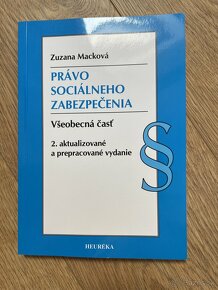 Zuzana Macková
PRÁVO
SOCIÁLNEHO
ZABEZPEČENIA
Všeobecná časť
2. aktualizované
a prepracované vydanie
§
HEURÉKA